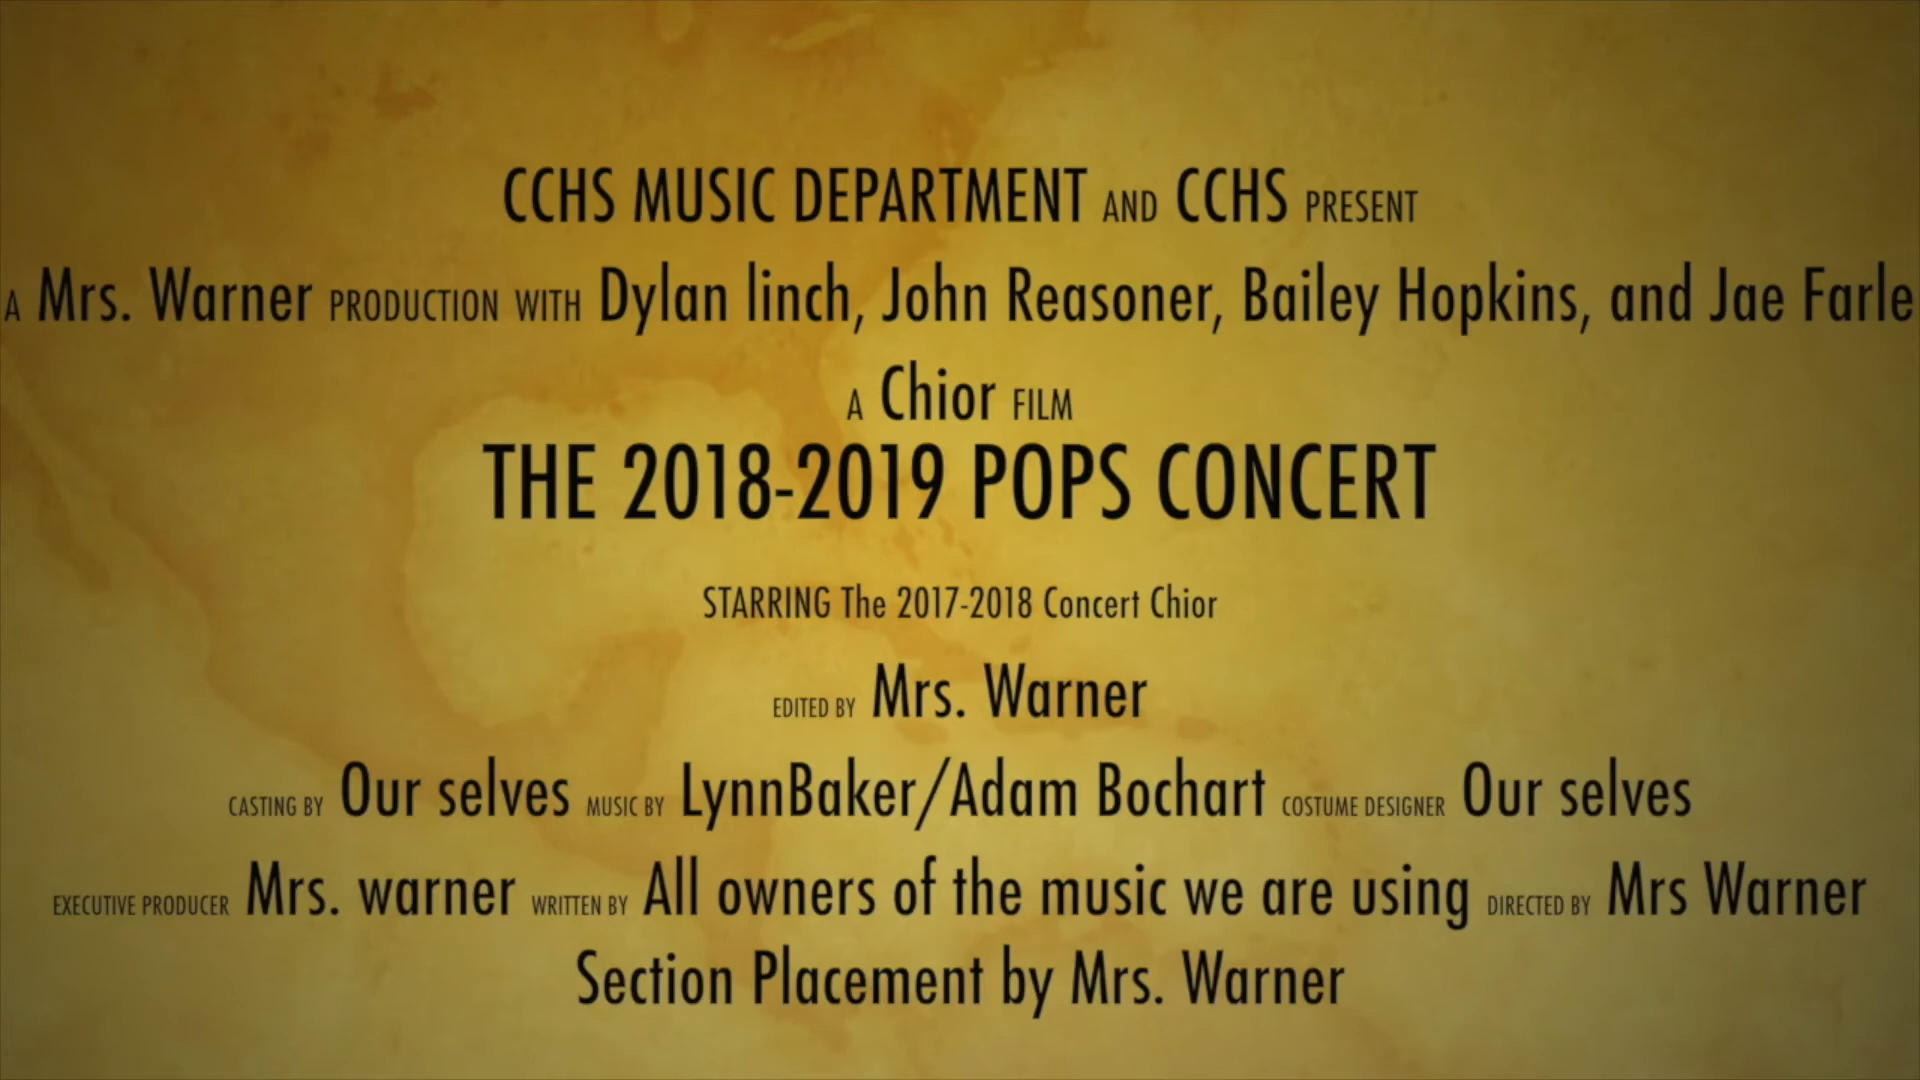 CCHS MUSIC DEPARTMENT AND CCHS PRESENT
A Mrs. Warner PRODUCTION WITH Dylan linch, John Reasoner, Bailey Hopkins, and Jae Farle
A Chior FILM
THE 2018-2019 POPS CONCERT
STARRING The 2017-2018 Concert Chior
EDITED BY Mrs. Warner
CASTING BY Our selves MUSIC BY LynnBaker/Adam Bochart COSTUME DESIGNER Our selves
EXECUTIVE PRODUCER Mrs. warner WRITTEN BY All owners of the music we are using DIRECTED BY Mrs Warner
Section Placement by Mrs. Warner